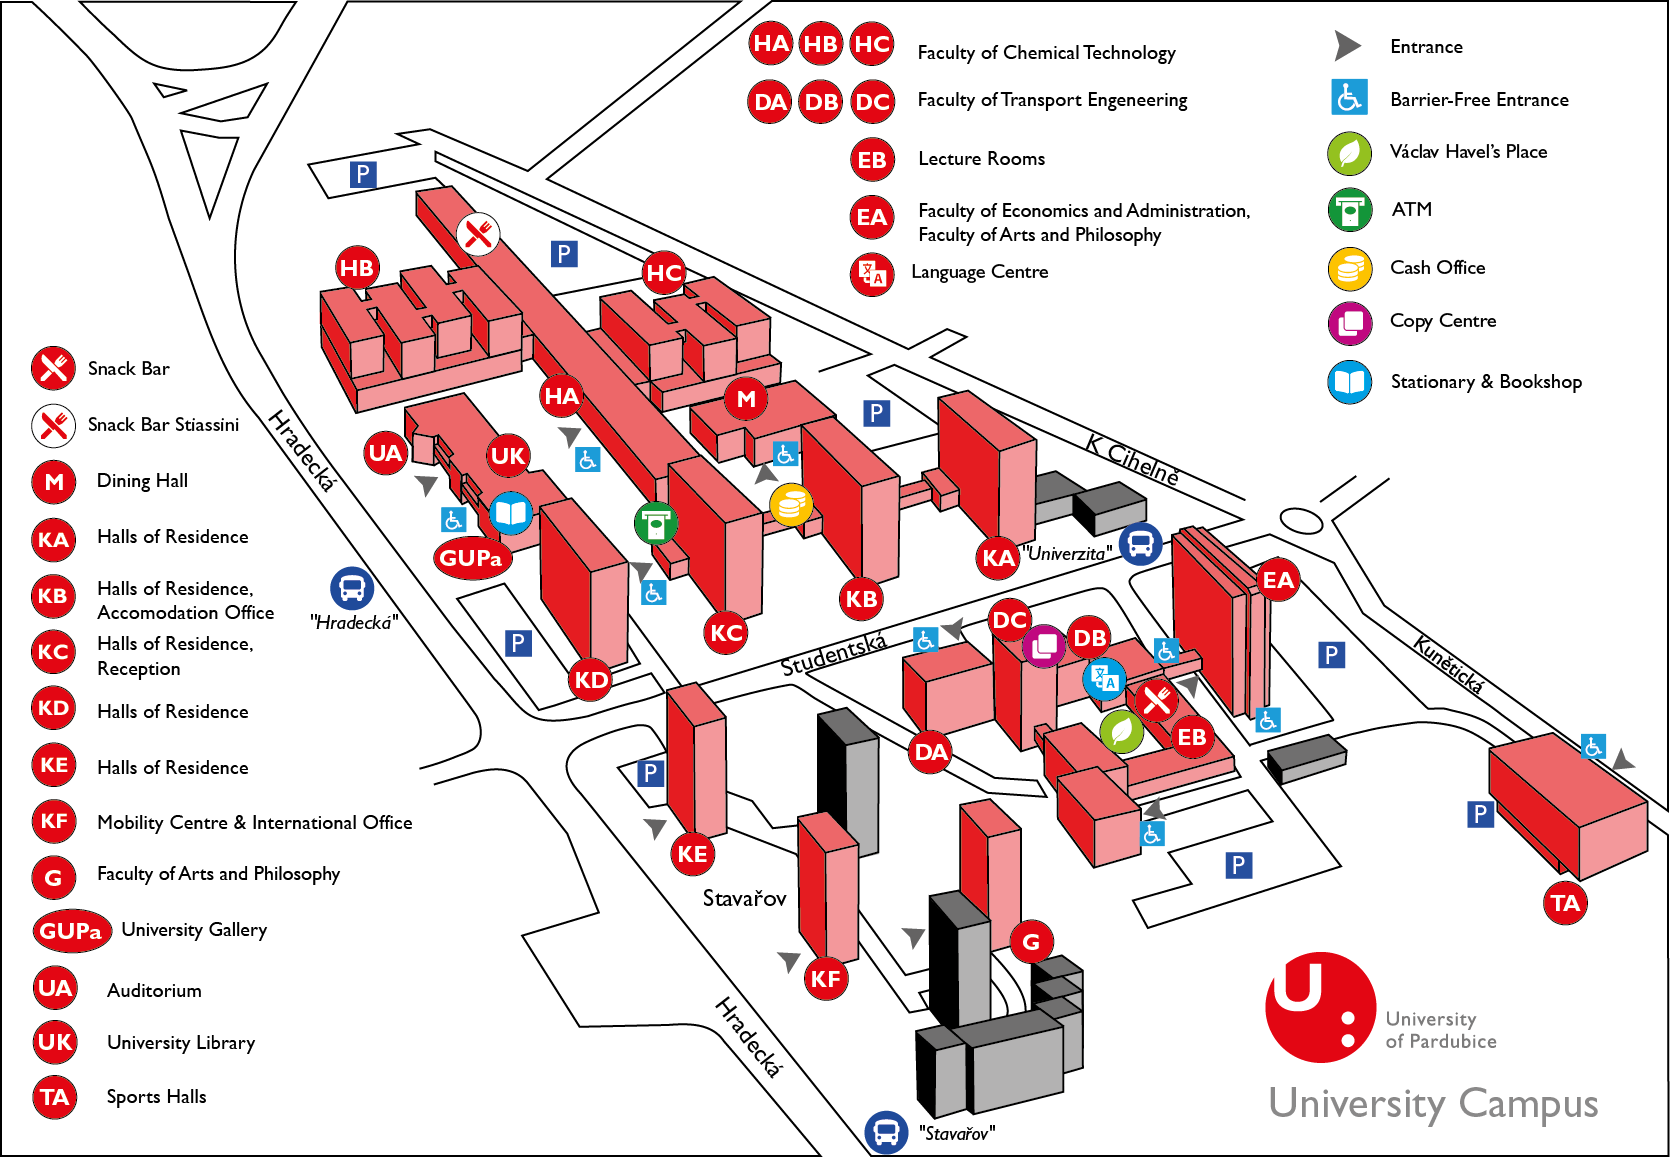 HA HB HC Faculty of Chemical Technology
DA DB DC Faculty of Transport Engeneering
EB Lecture Rooms
EA Faculty of Economics and Administration,
Faculty of Arts and Philosophy
Language Centre
Entrance
Barrier-Free Entrance
Václav Havel's Place
ATM
Cash Office
Copy Centre
Stationary & Bookshop
Snack Bar
Snack Bar Stiassini
M Dining Hall
KA Halls of Residence
KB Halls of Residence,
Accomodation Office
KC Halls of Residence,
Reception
KD Halls of Residence
KE Halls of Residence
KF Mobility Centre & International Office
G Faculty of Arts and Philosophy
GUPa University Gallery
UA Auditorium
UK University Library
TA Sports Halls
P
P
HB
HC
HA
M
P
UA
UK
GUPa
Hradecká
"Hradecká"
K Cihelně
KA
"Univerzita"
KB
KC
KD
P
EA
DC
DB
Studentská
P
Kunětická
DA
EB
P
KE
P
P
TA
Stavařov
KF
G
Hradecká
"Stavařov"
U:
University
of Pardubice
University Campus